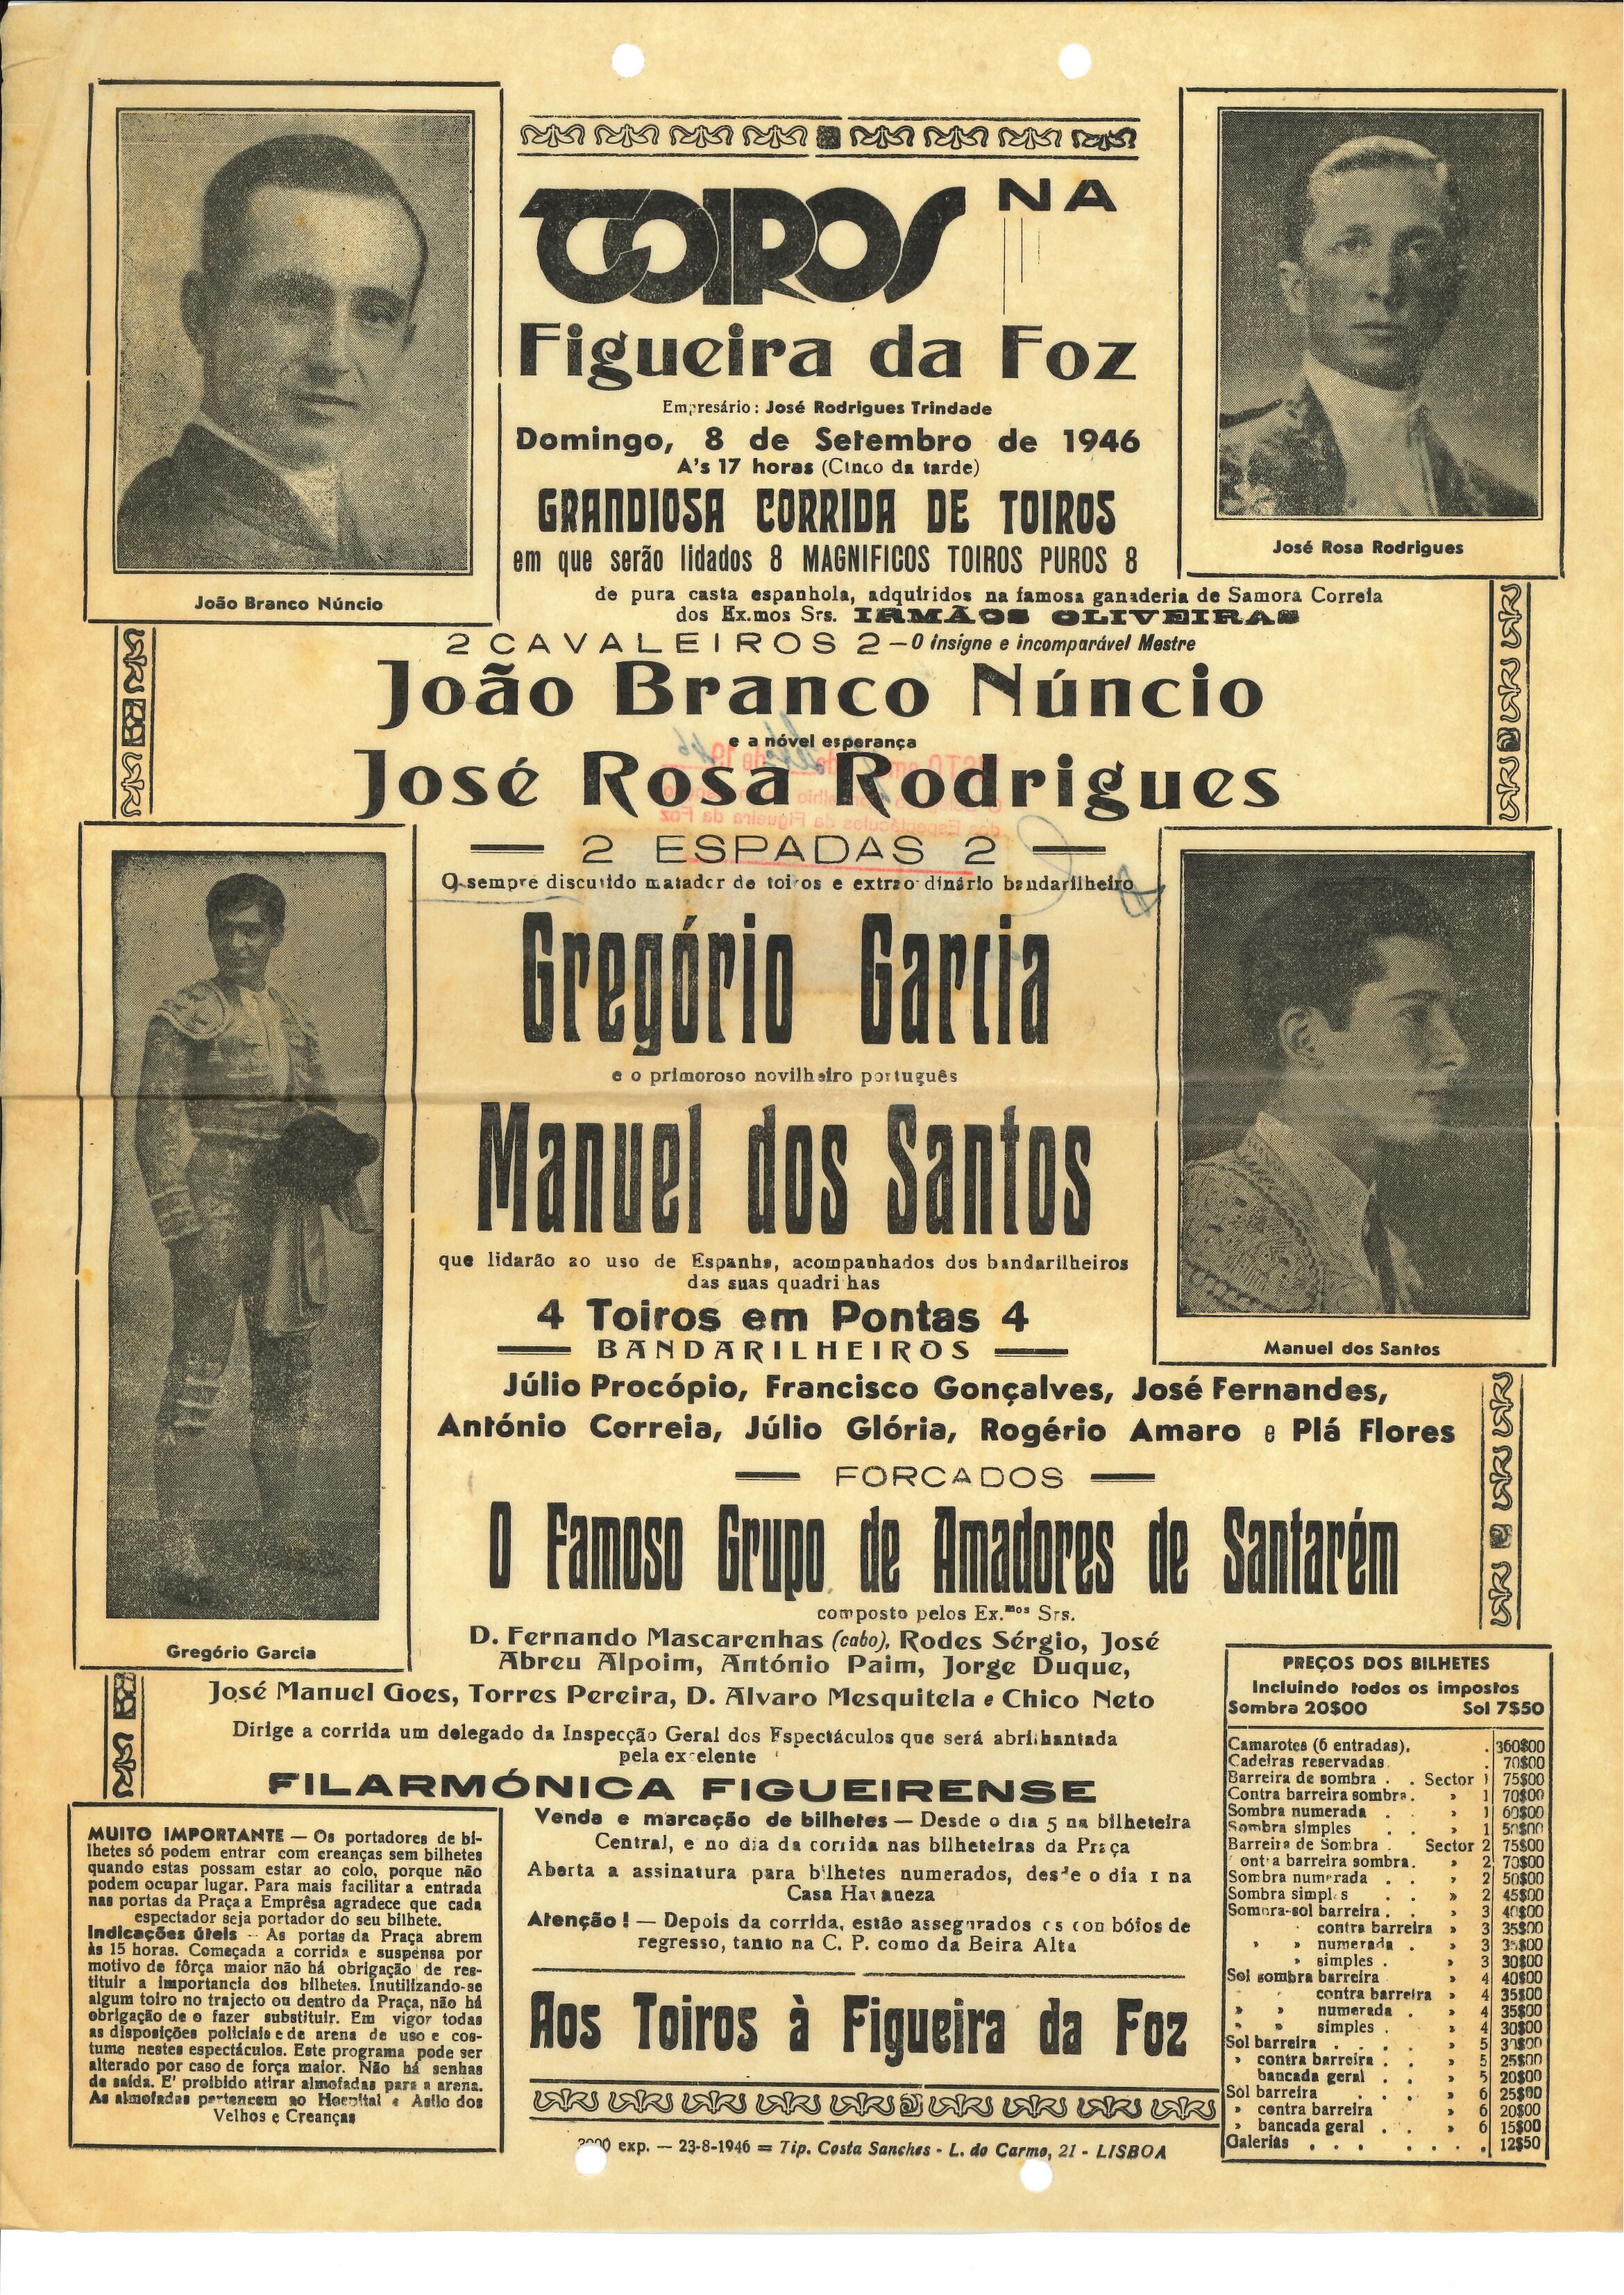 TOIROS NA
Figueira da Foz
Empresário: José Rodrigues Trindade
Domingo, 8 de Setembro de 1946
A's 17 horas (Cinco da tarde)
GRANDIOSA CORRIDA DE TOIROS
em que serão lidados 8 MAGNIFICOS TOIROS PUROS 8
de pura casta espanhola, adquiridos na famosa ganaderia de Samora Correia
dos Ex.mos Srs. IRMÃOS OLIVEIRAS
João Branco Núncio
José Rosa Rodrigues
2 CAVALEIROS 2 — O insigne e incomparável Mestre
João Branco Núncio
e a nóvel esperança
José Rosa Rodrigues
— 2 ESPADAS 2 —
O sempre discutido matador de toiros e extraordinário bandarilheiro
Gregório Garcia
e o primoroso novilheiro português
Manuel dos Santos
que lidarão ao uso de Espanha, acompanhados dos bandarilheiros
das suas quadrilhas
4 Toiros em Pontas 4
— BANDARILHEIROS —
Manuel dos Santos
Júlio Procópio, Francisco Gonçalves, José Fernandes,
António Correia, Júlio Glória, Rogério Amaro e Plá Flores
— FORCADOS —
O Famoso Grupo de Amadores de Santarém
composto pelos Ex.mos Srs.
D. Fernando Mascarenhas (cabo), Rodes Sérgio, José
Abreu Alpoim, António Paim, Jorge Duque,
José Manuel Goes, Torres Pereira, D. Alvaro Mesquitela e Chico Neto
Gregório Garcia
Dirige a corrida um delegado da Inspecção Geral dos Espectáculos que será abrilhantada
pela excelente
FILARMÓNICA FIGUEIRENSE
MUITO IMPORTANTE — Os portadores de bi-
lhetes só podem entrar com creanças sem bilhetes
quando estas possam estar ao colo, porque não
podem ocupar lugar. Para mais facilitar a entrada
nas portas da Praça a Emprêsa agradece que cada
espectador seja portador do seu bilhete.
Indicações úteis — As portas da Praça abrem
às 15 horas. Começada a corrida e suspensa por
motivo de fôrça maior não há obrigação de res-
tituir a importancia dos bilhetes. Inutilizando-se
algum toiro no trajecto ou dentro da Praça, não há
obrigação de o fazer substituir. Em vigor todas
as disposições policiais e de arena de uso e cos-
tume nestes espectáculos. Este programa pode ser
alterado por caso de força maior. Não há senhas
de saída. E' proibido atirar almofadas para a arena.
As almofadas pertencem ao Hospital e Asilo dos
Velhos e Creanças
Venda e marcação de bilhetes — Desde o dia 5 na bilheteira
Central, e no dia da corrida nas bilheteiras da Praça
Aberta a assinatura para bilhetes numerados, desde o dia 1 na
Casa Havaneza
Atenção! — Depois da corrida, estão assegurados os comboios de
regresso, tanto na C. P. como da Beira Alta
Aos Toiros à Figueira da Foz
exp. — 23-8-1946 = Tip. Costa Sanches - L. do Carmo, 21 - LISBOA
PREÇOS DOS BILHETES
Incluindo todos os impostos
Sombra 20$00 Sol 7$50
Camarotes (6 entradas). . 360$00
Cadeiras reservadas . 70$00
Barreira de sombra . . Sector 1 75$00
Contra barreira sombra. » 1 70$00
Sombra numerada . . » 1 60$00
Sombra simples . . » 1 50$00
Barreira de Sombra . Sector 2 75$00
Contra barreira sombra. » 2 70$00
Sombra numerada . . » 2 50$00
Sombra simples . . » 2 45$00
Sombra-sol barreira . » 3 40$00
contra barreira » 3 35$00
» » numerada . » 3 35$00
» simples . » 3 30$00
Sol sombra barreira » 4 40$00
contra barreira » 4 35$00
» » numerada . » 4 35$00
» » simples . » 4 30$00
Sol barreira . . . . » 5 30$00
» contra barreira . . » 5 25$00
bancada geral . . » 5 20$00
Sol barreira . . . » 6 25$00
» contra barreira » 6 20$00
» bancada geral . . » 6 15$00
Galerias . . . . . . . 12$50